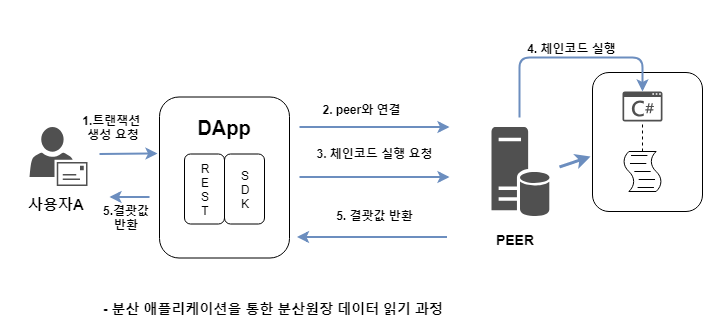 4. 체인코드 실행
1.트랜잭션
생성 요청
DApp
2. peer와 연결
C#
3. 체인코드 실행 요청
R
E
S
T
S
D
K
사용자A
5.결괏값
반환
5. 결괏값 반환
PEER
- 분산 애플리케이션을 통한 분산원장 데이터 읽기 과정